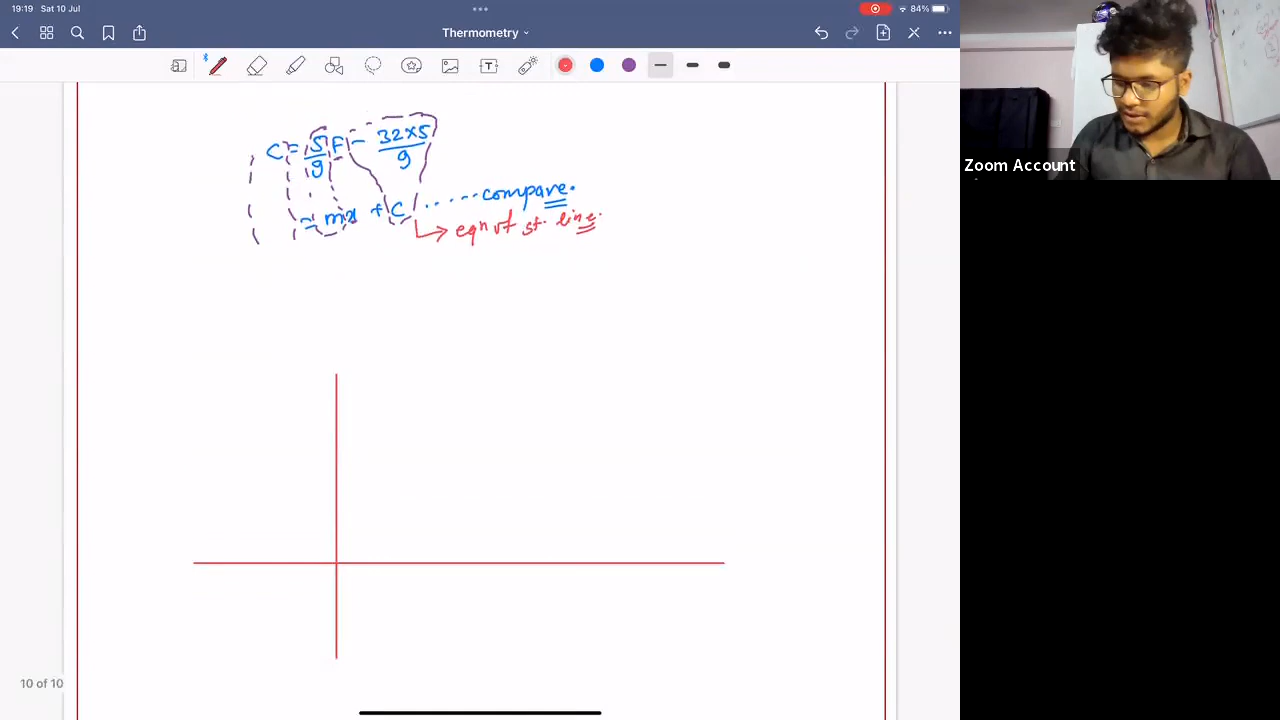 19:19 Sat 10 Jul
84%
Thermometry
C = 5/9 F - 32×5/9
= mx + C ....... compare.
→ eqn of st. line.
Zoom Account
10 of 10